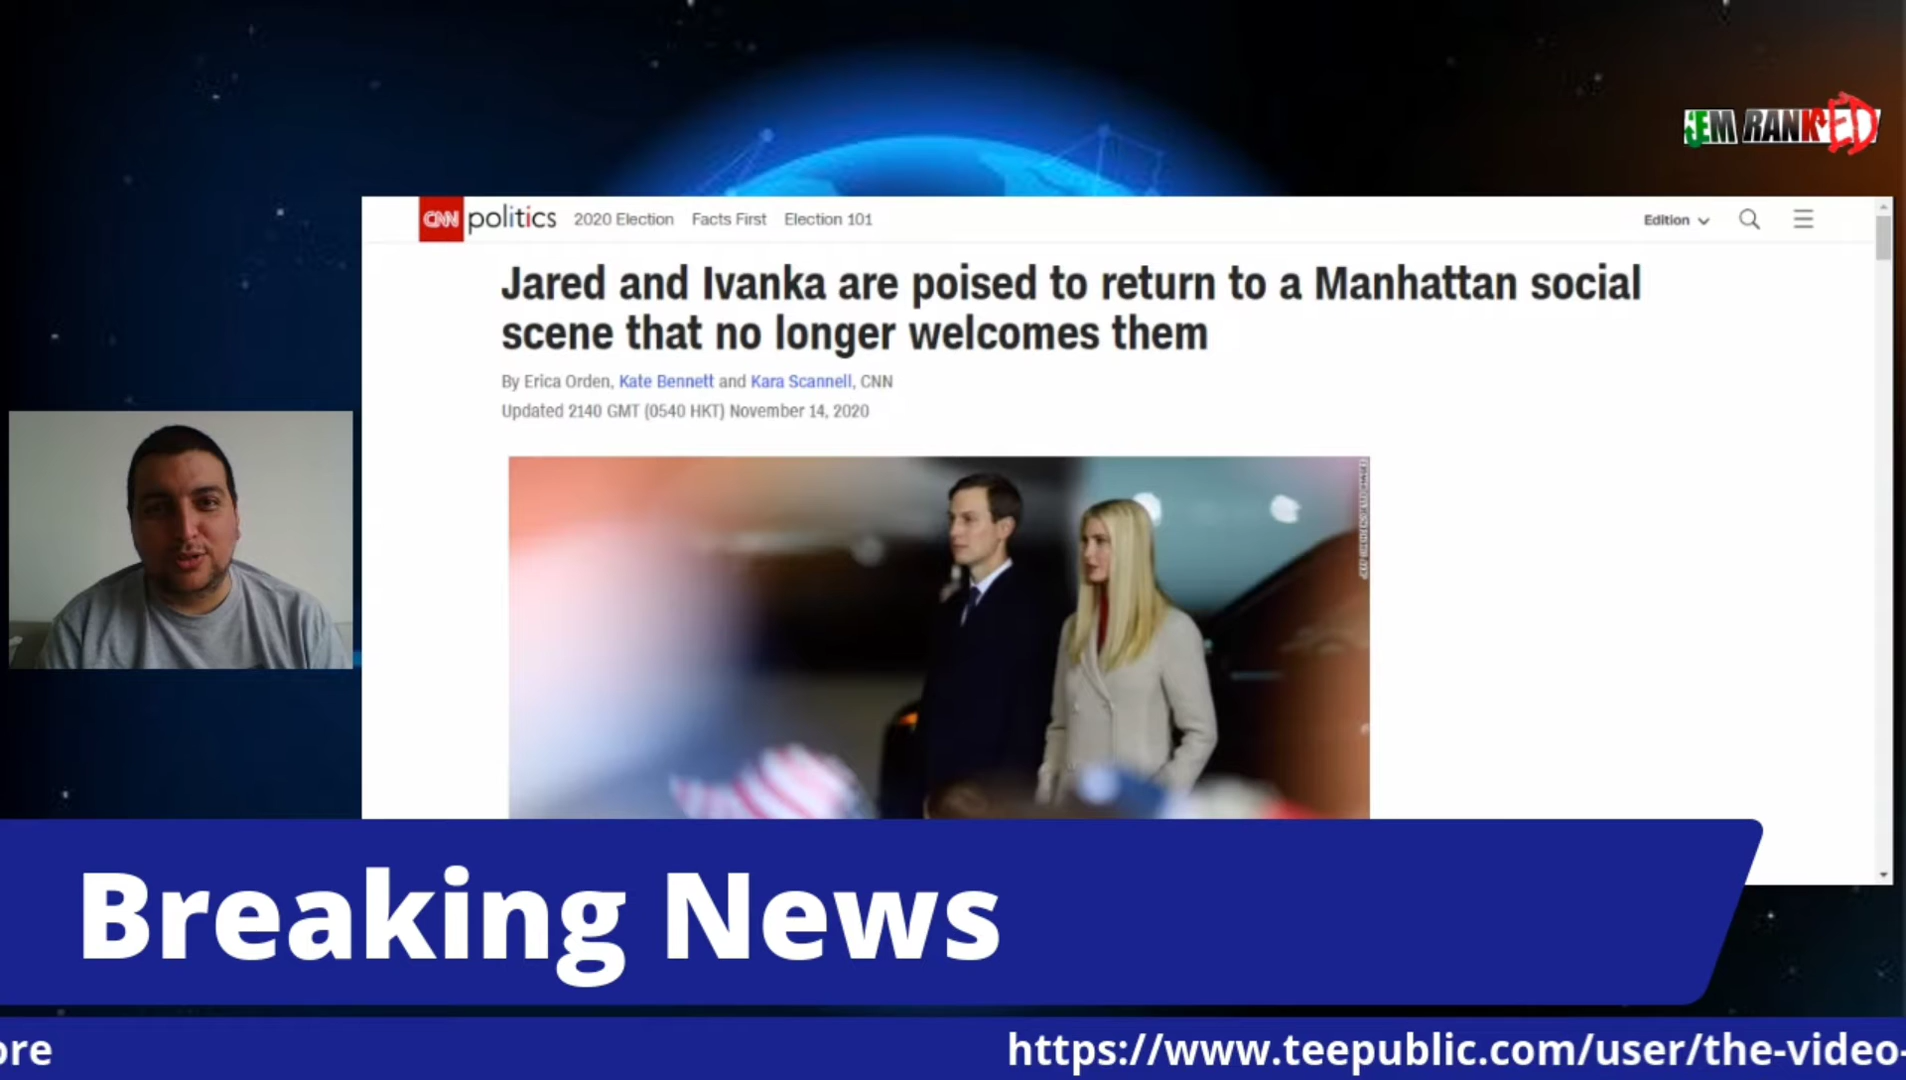 JEM RANKED
CNN politics 2020 Election Facts First Election 101 Edition
Jared and Ivanka are poised to return to a Manhattan social
scene that no longer welcomes them
By Erica Orden, Kate Bennett and Kara Scannell, CNN
Updated 2140 GMT (0540 HKT) November 14, 2020
Breaking News
ore https://www.teepublic.com/user/the-video-